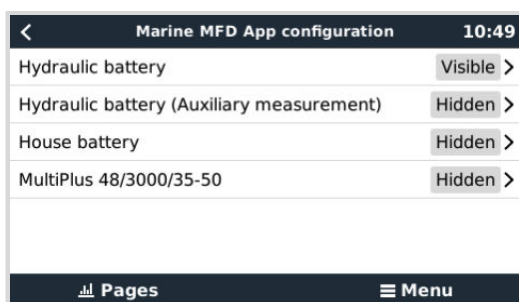 Marine MFD App configuration 10:49
Hydraulic battery Visible
Hydraulic battery (Auxiliary measurement) Hidden
House battery Hidden
MultiPlus 48/3000/35-50 Hidden
Pages Menu